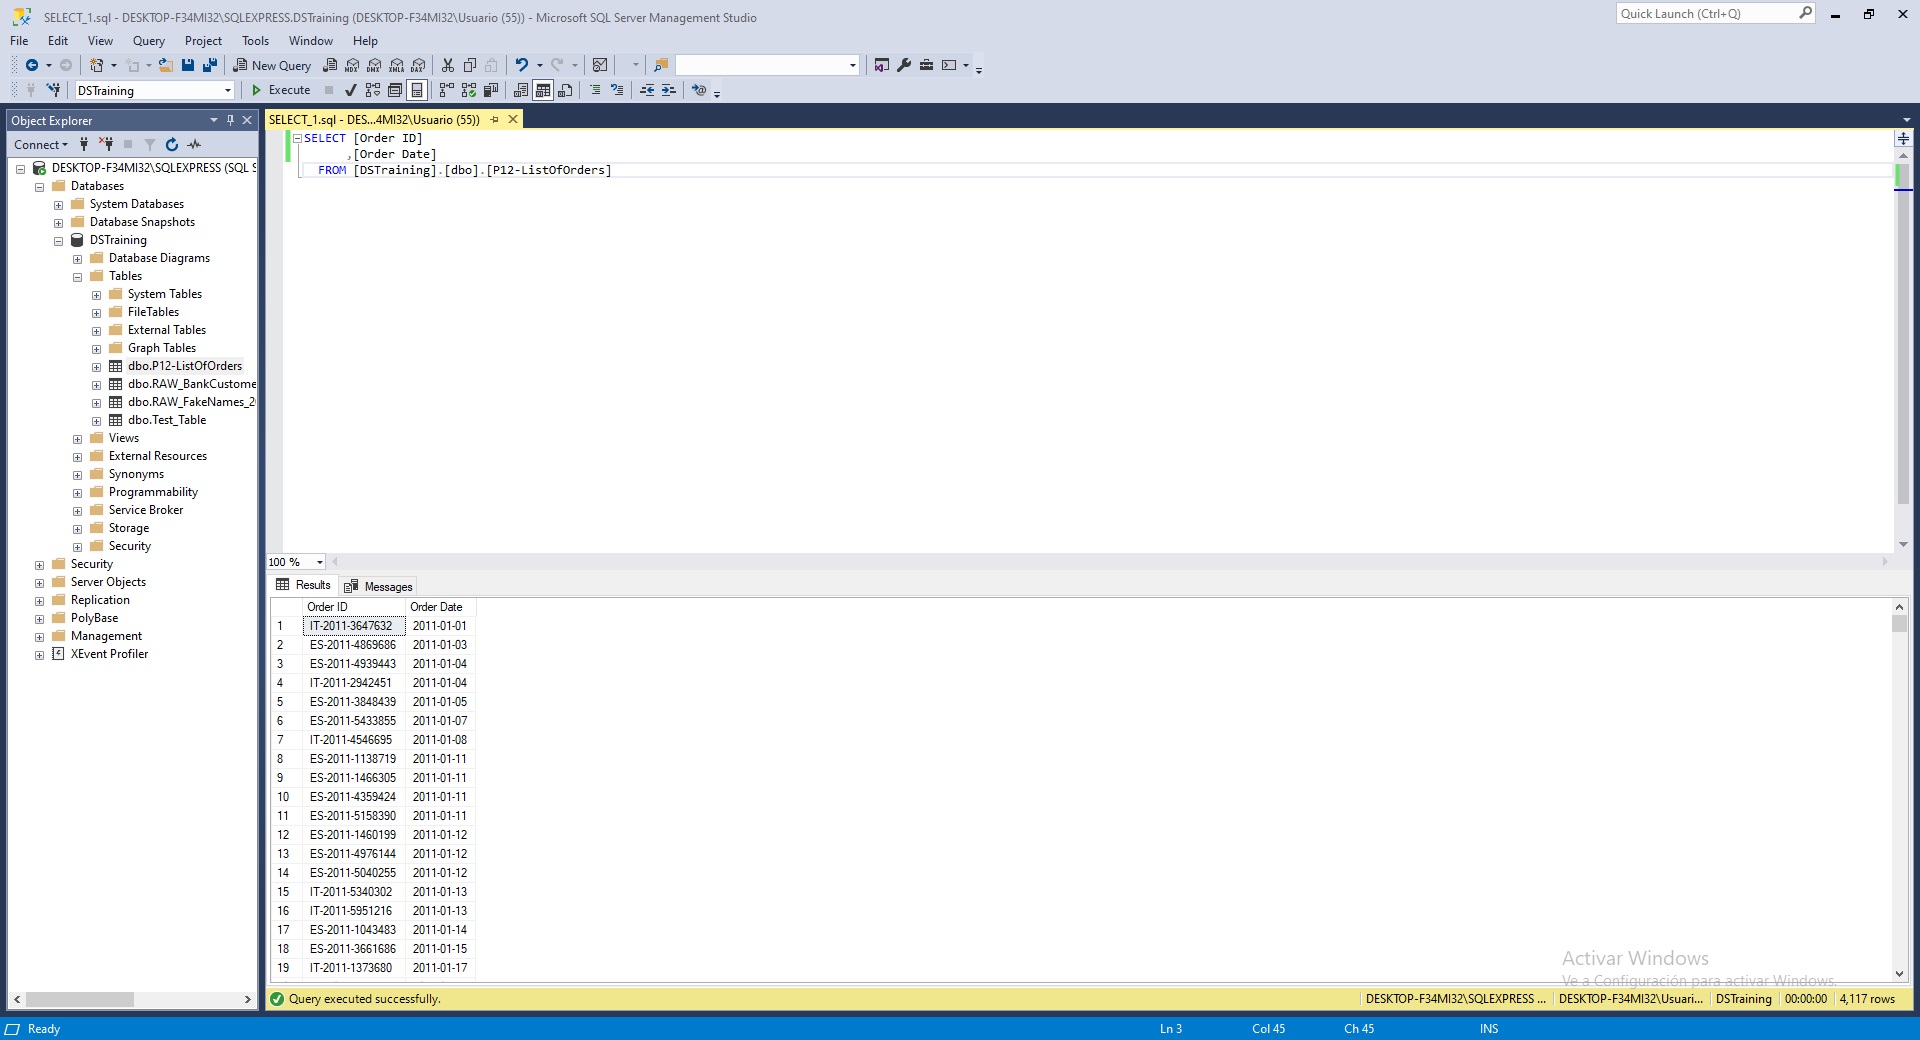 SELECT_1.sql - DESKTOP-F34MI32\SQLEXPRESS.DSTraining (DESKTOP-F34MI32\Usuario (55)) - Microsoft SQL Server Management Studio
Quick Launch (Ctrl+Q)
File Edit View Query Project Tools Window Help
New Query
DSTraining
Execute
Object Explorer
Connect
DESKTOP-F34MI32\SQLEXPRESS (SQL S
Databases
System Databases
Database Snapshots
DSTraining
Database Diagrams
Tables
System Tables
FileTables
External Tables
Graph Tables
dbo.P12-ListOfOrders
dbo.RAW_BankCustome
dbo.RAW_FakeNames_2
dbo.Test_Table
Views
External Resources
Synonyms
Programmability
Service Broker
Storage
Security
Security
Server Objects
Replication
PolyBase
Management
XEvent Profiler
SELECT_1.sql - DES...4MI32\Usuario (55))
SELECT [Order ID]
,[Order Date]
FROM [DSTraining].[dbo].[P12-ListOfOrders]
100 %
Results Messages
Order ID Order Date
1 IT-2011-3647632 2011-01-01
2 ES-2011-4869686 2011-01-03
3 ES-2011-4939443 2011-01-04
4 IT-2011-2942451 2011-01-04
5 ES-2011-3848439 2011-01-05
6 ES-2011-5433855 2011-01-07
7 IT-2011-4546695 2011-01-08
8 ES-2011-1138719 2011-01-11
9 ES-2011-1466305 2011-01-11
10 ES-2011-4359424 2011-01-11
11 ES-2011-5158390 2011-01-11
12 ES-2011-1460199 2011-01-12
13 ES-2011-4976144 2011-01-12
14 ES-2011-5040255 2011-01-12
15 IT-2011-5340302 2011-01-13
16 IT-2011-5951216 2011-01-13
17 ES-2011-1043483 2011-01-14
18 ES-2011-3661686 2011-01-15
19 IT-2011-1373680 2011-01-17
Activar Windows
Ve a Configuración para activar Windows.
Query executed successfully.
DESKTOP-F34MI32\SQLEXPRESS ... DESKTOP-F34MI32\Usuari... DSTraining 00:00:00 4,117 rows
Ready
Ln 3 Col 45 Ch 45 INS